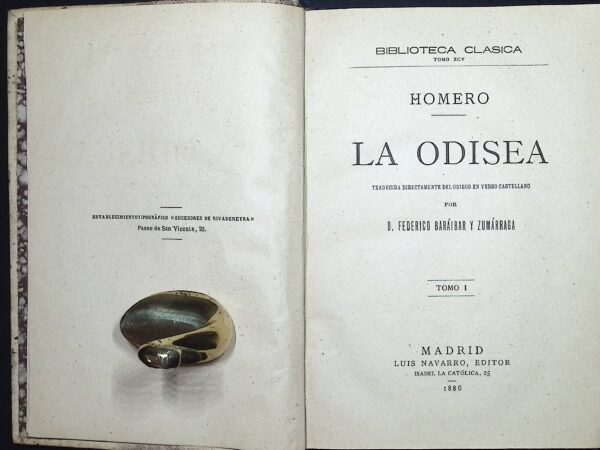 ESTABLECIMIENTO TIPOGRÁFICO «SUCESORES DE RIVADENEYRA»
Paseo de San Vicente, 20.
BIBLIOTECA CLASICA
TOMO XCV
HOMERO
LA ODISEA
TRADUCIDA DIRECTAMENTE DEL GRIEGO EN VERSO CASTELLANO
POR
D. FEDERICO BARÁIBAR Y ZUMÁRRAGA
TOMO I
MADRID
LUIS NAVARRO, EDITOR
ISABEL LA CATÓLICA, 25
1886